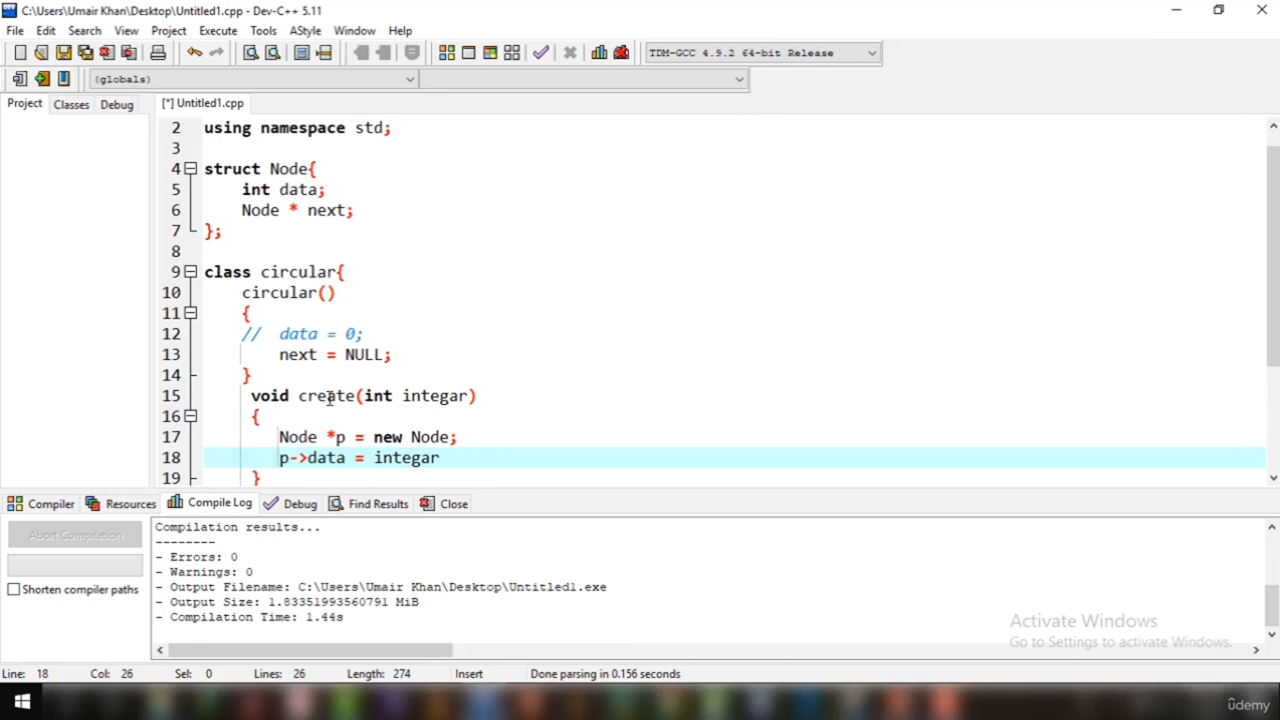 C:\Users\Umair Khan\Desktop\Untitled1.cpp - Dev-C++ 5.11
File Edit Search View Project Execute Tools AStyle Window Help
TDM-GCC 4.9.2 64-bit Release
(globals)
Project Classes Debug [*] Untitled1.cpp
2 using namespace std;
3
4 struct Node{
5 int data;
6 Node * next;
7 };
8
9 class circular{
10 circular()
11 {
12 // data = 0;
13 next = NULL;
14 }
15 void create(int integar)
16 {
17 Node *p = new Node;
18 p->data = integar
19 }
Compiler Resources Compile Log Debug Find Results Close
Abort Compilation
Shorten compiler paths
Compilation results...
--------
- Errors: 0
- Warnings: 0
- Output Filename: C:\Users\Umair Khan\Desktop\Untitled1.exe
- Output Size: 1.83351993560791 MiB
- Compilation Time: 1.44s
Activate Windows
Go to Settings to activate Windows.
Line: 18 Col: 26 Sel: 0 Lines: 26 Length: 274 Insert Done parsing in 0.156 seconds
ûdemy